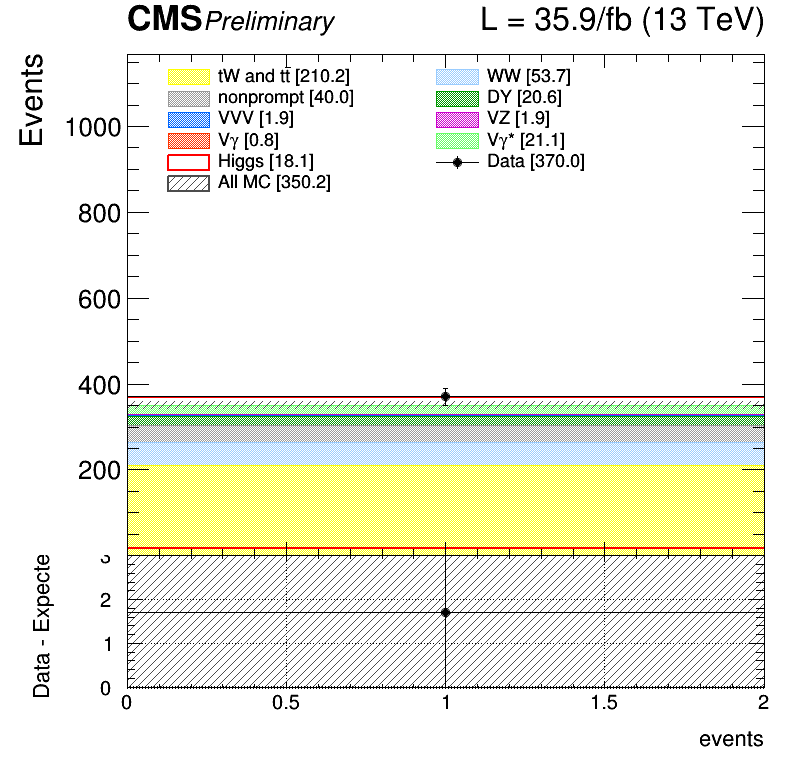 CMS Preliminary L = 35.9/fb (13 TeV)
Events
tW and tt̄ [210.2] WW [53.7]
nonprompt [40.0] DY [20.6]
VVV [1.9] VZ [1.9]
Vγ [0.8] Vγ* [21.1]
Higgs [18.1] Data [370.0]
All MC [350.2]
1000
800
600
400
200
Data - Expecte
3
2
1
0
0 0.5 1 1.5 2
events